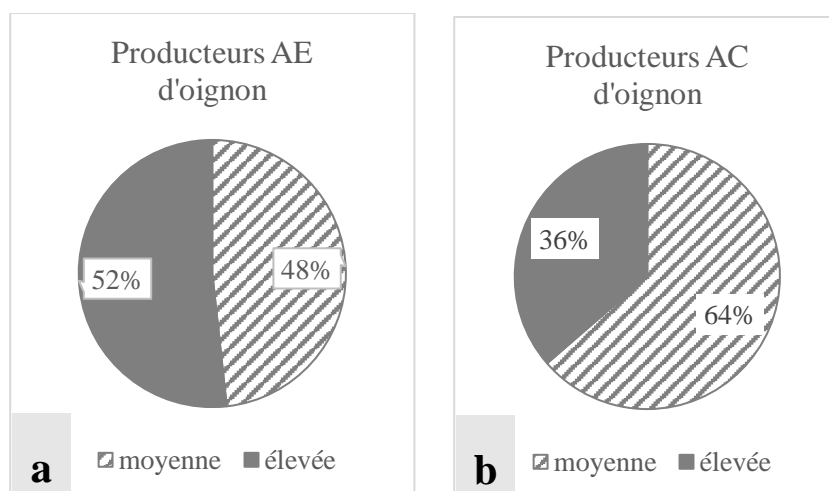 Producteurs AE
d'oignon
52%
48%
a
moyenne élevée
Producteurs AC
d'oignon
36%
64%
b
moyenne élevée